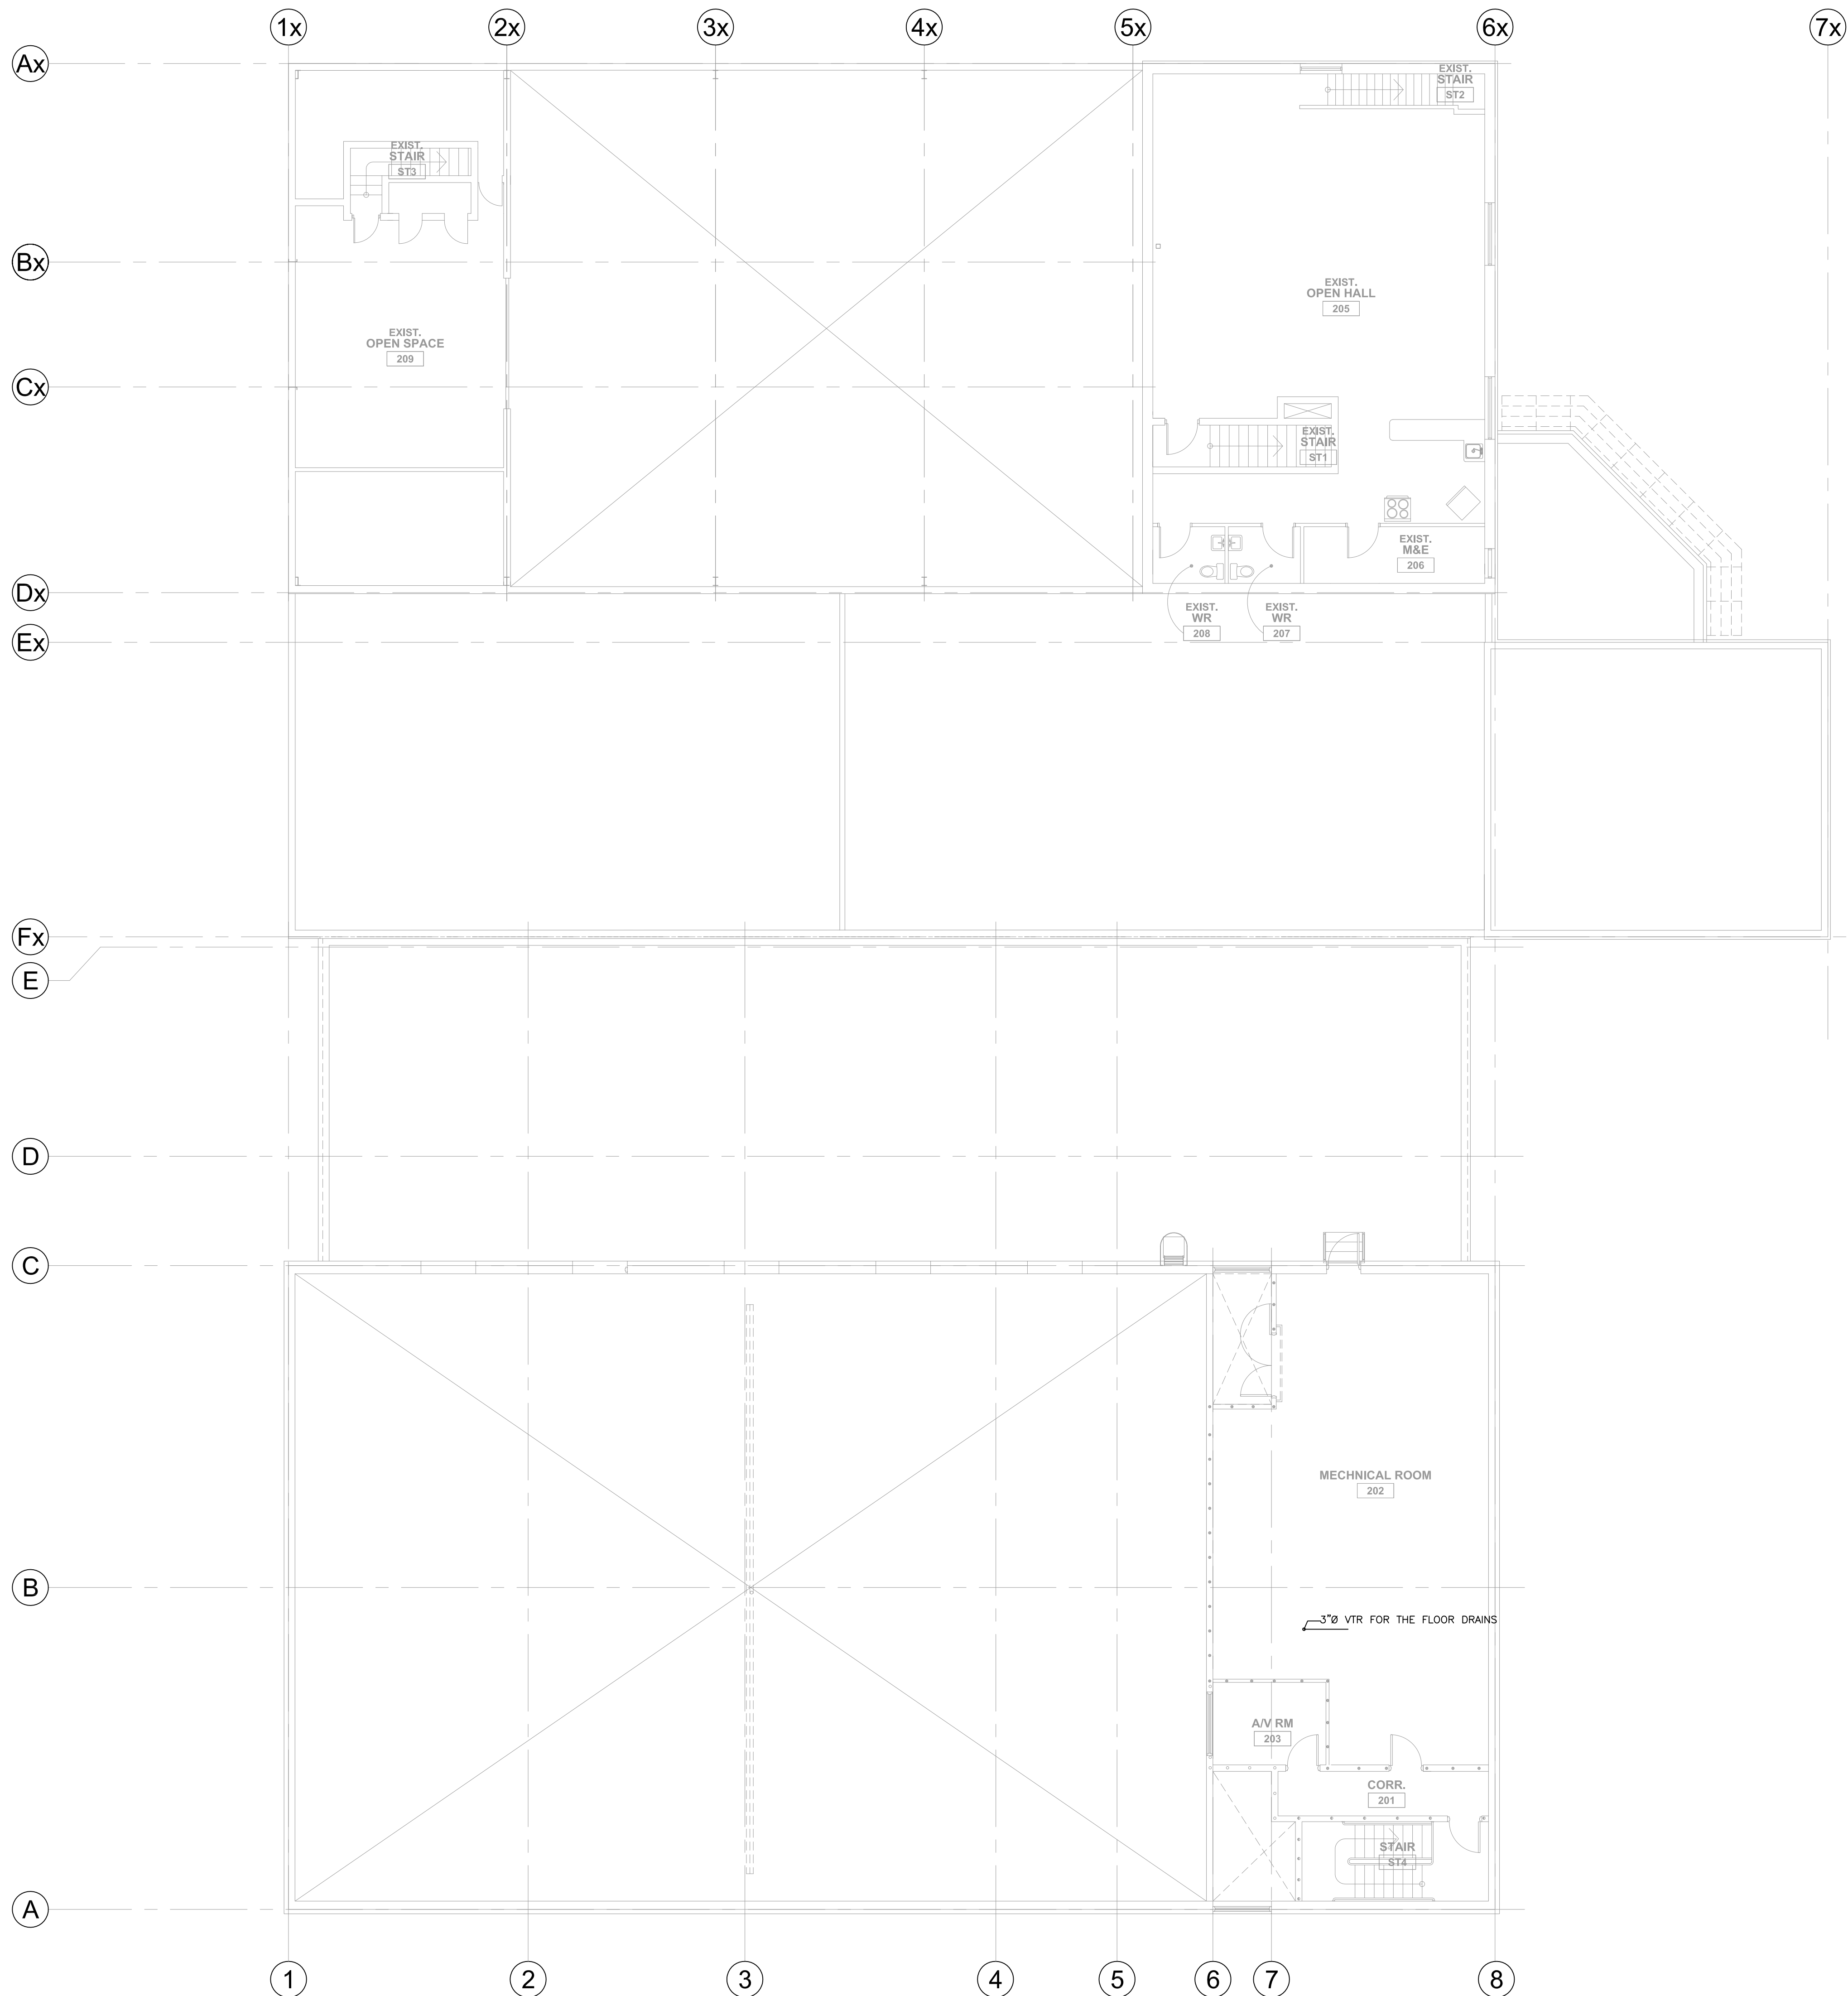 1x 2x 3x 4x 5x 6x 7x
Ax
EXIST.
STAIR
ST2
EXIST.
STAIR
ST3
Bx
EXIST.
OPEN HALL
205
EXIST.
OPEN SPACE
209
Cx
EXIST.
STAIR
ST1
EXIST.
M&E
206
Dx
EXIST.
WR
208
EXIST.
WR
207
Ex
Fx
E
D
C
MECHNICAL ROOM
202
B
3"Ø VTR FOR THE FLOOR DRAINS
A/V RM
203
CORR.
201
STAIR
ST4
A
1 2 3 4 5 6 7 8